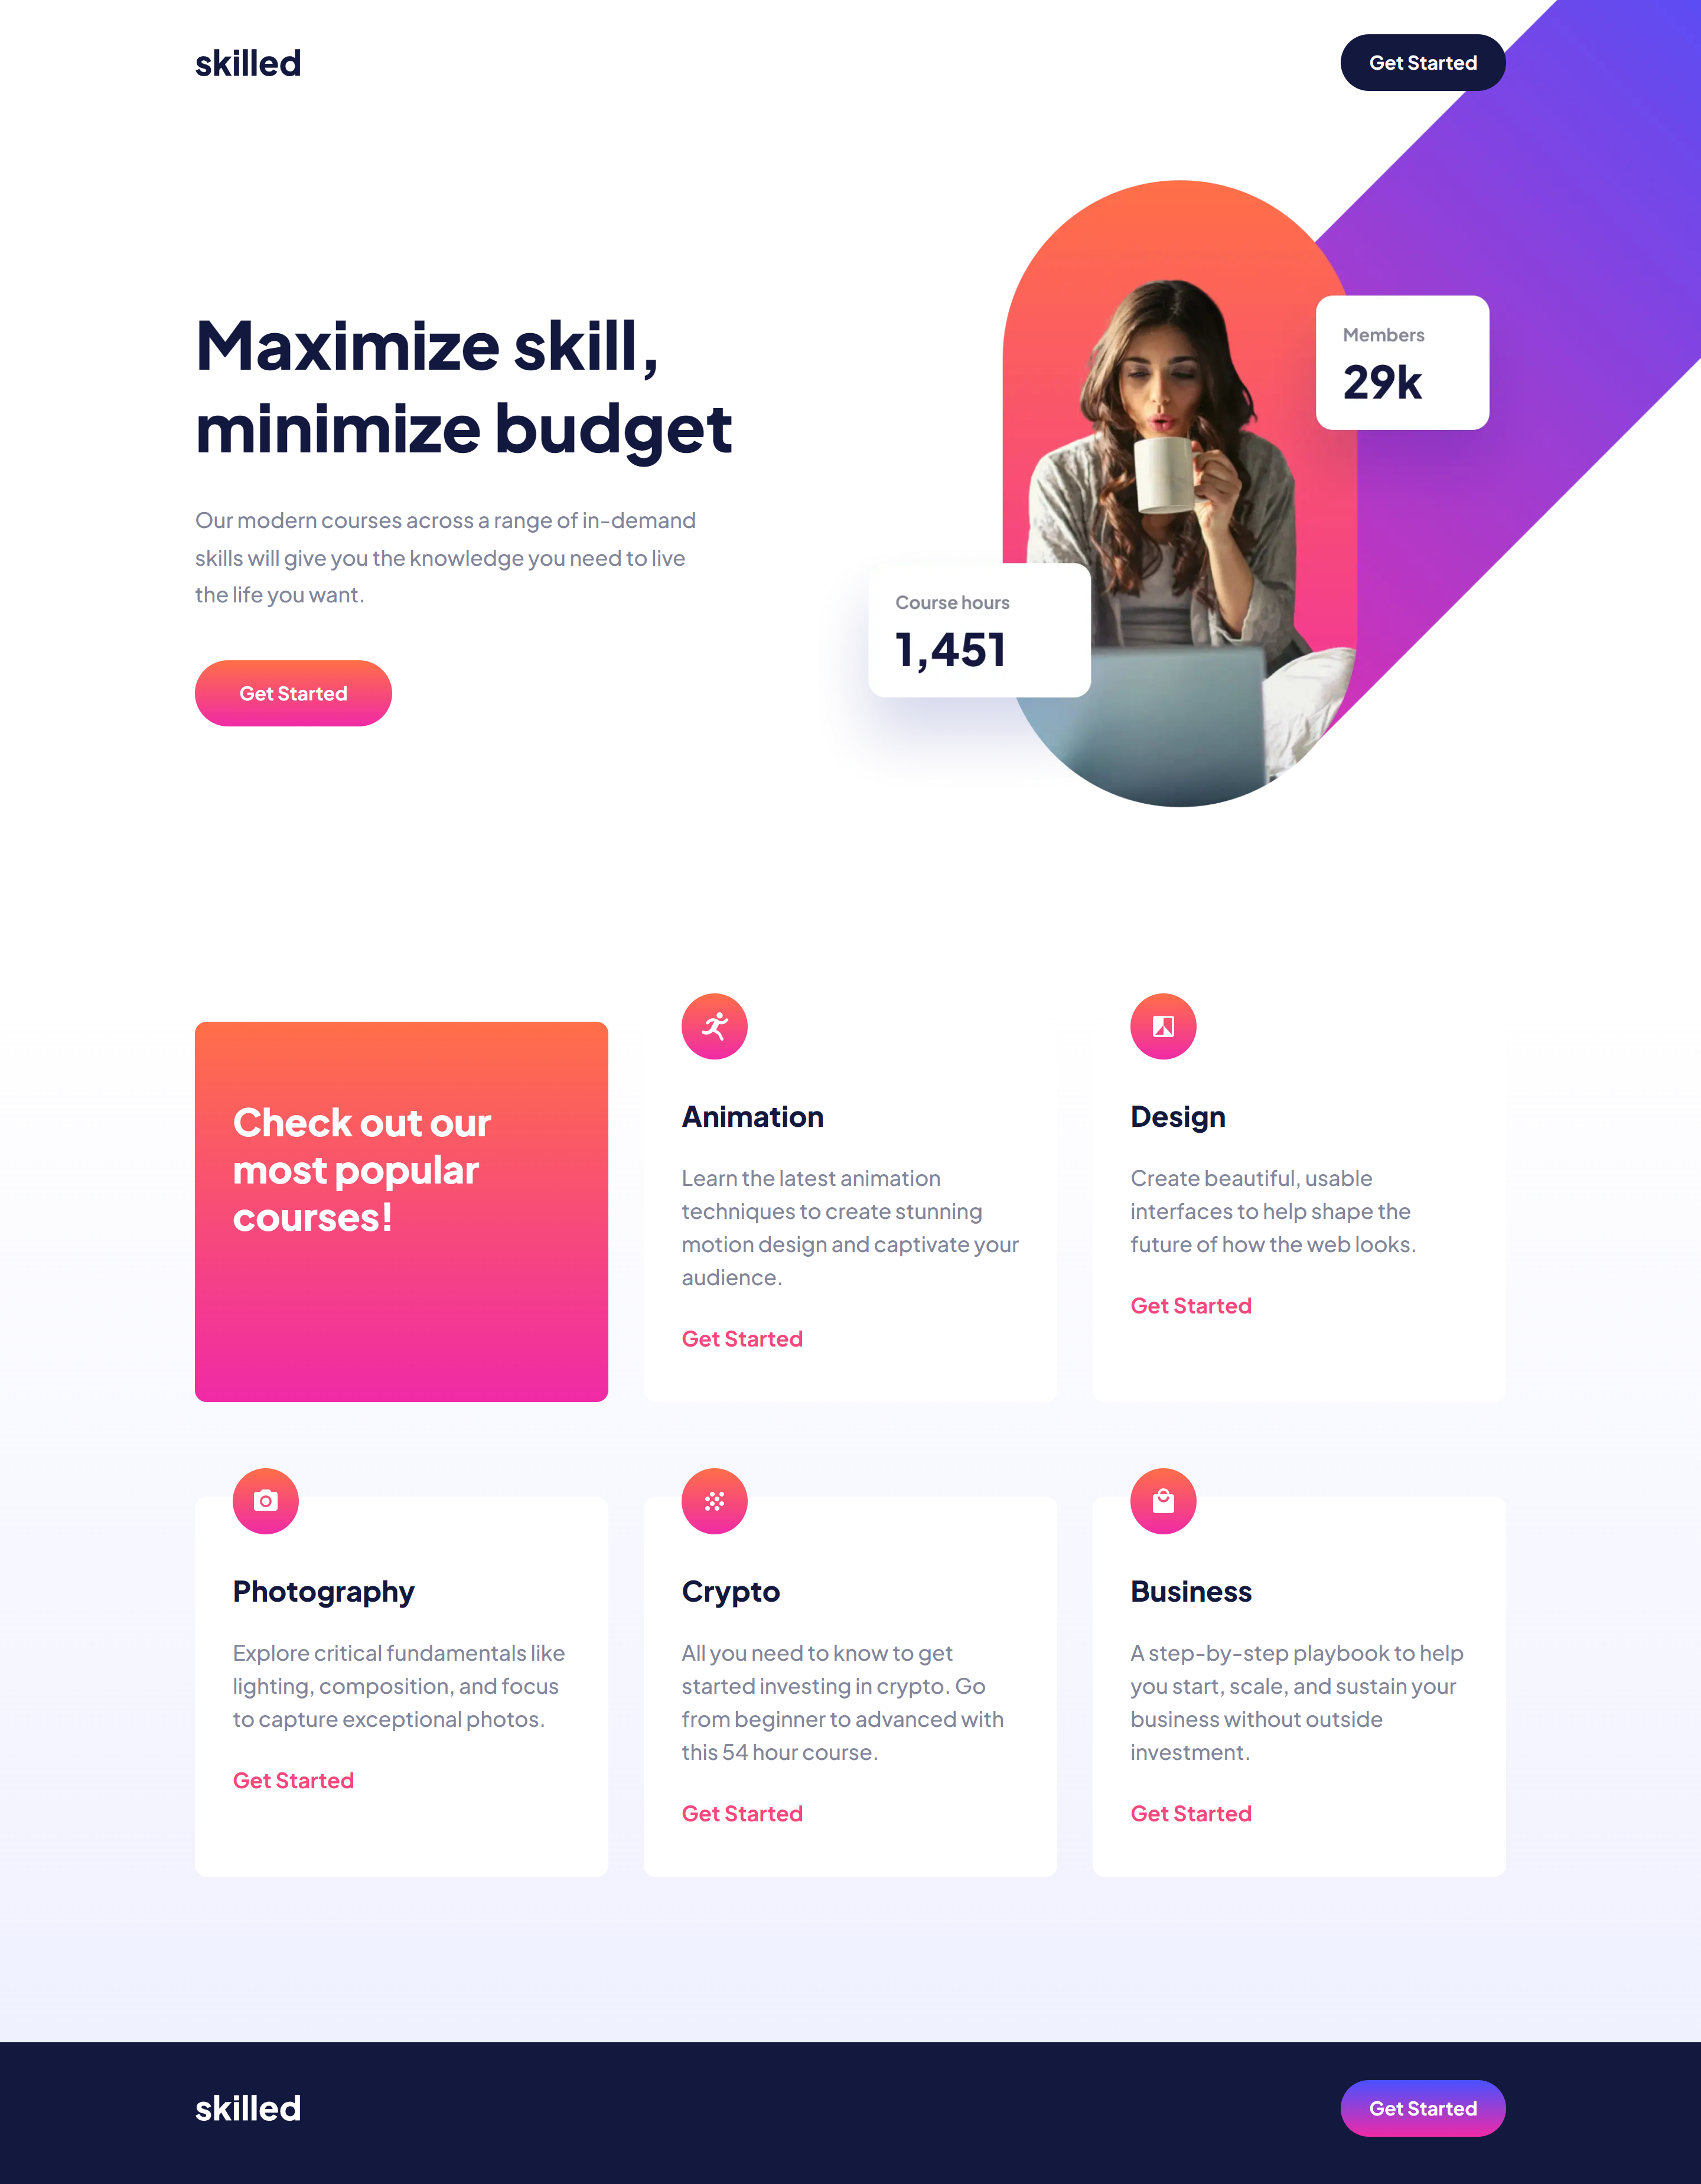 skilled
Get Started
Maximize skill,
minimize budget
Our modern courses across a range of in-demand
skills will give you the knowledge you need to live
the life you want.
Get Started
Members
29k
Course hours
1,451
Check out our
most popular
courses!
Animation
Learn the latest animation
techniques to create stunning
motion design and captivate your
audience.
Get Started
Design
Create beautiful, usable
interfaces to help shape the
future of how the web looks.
Get Started
Photography
Explore critical fundamentals like
lighting, composition, and focus
to capture exceptional photos.
Get Started
Crypto
All you need to know to get
started investing in crypto. Go
from beginner to advanced with
this 54 hour course.
Get Started
Business
A step-by-step playbook to help
you start, scale, and sustain your
business without outside
investment.
Get Started
skilled
Get Started